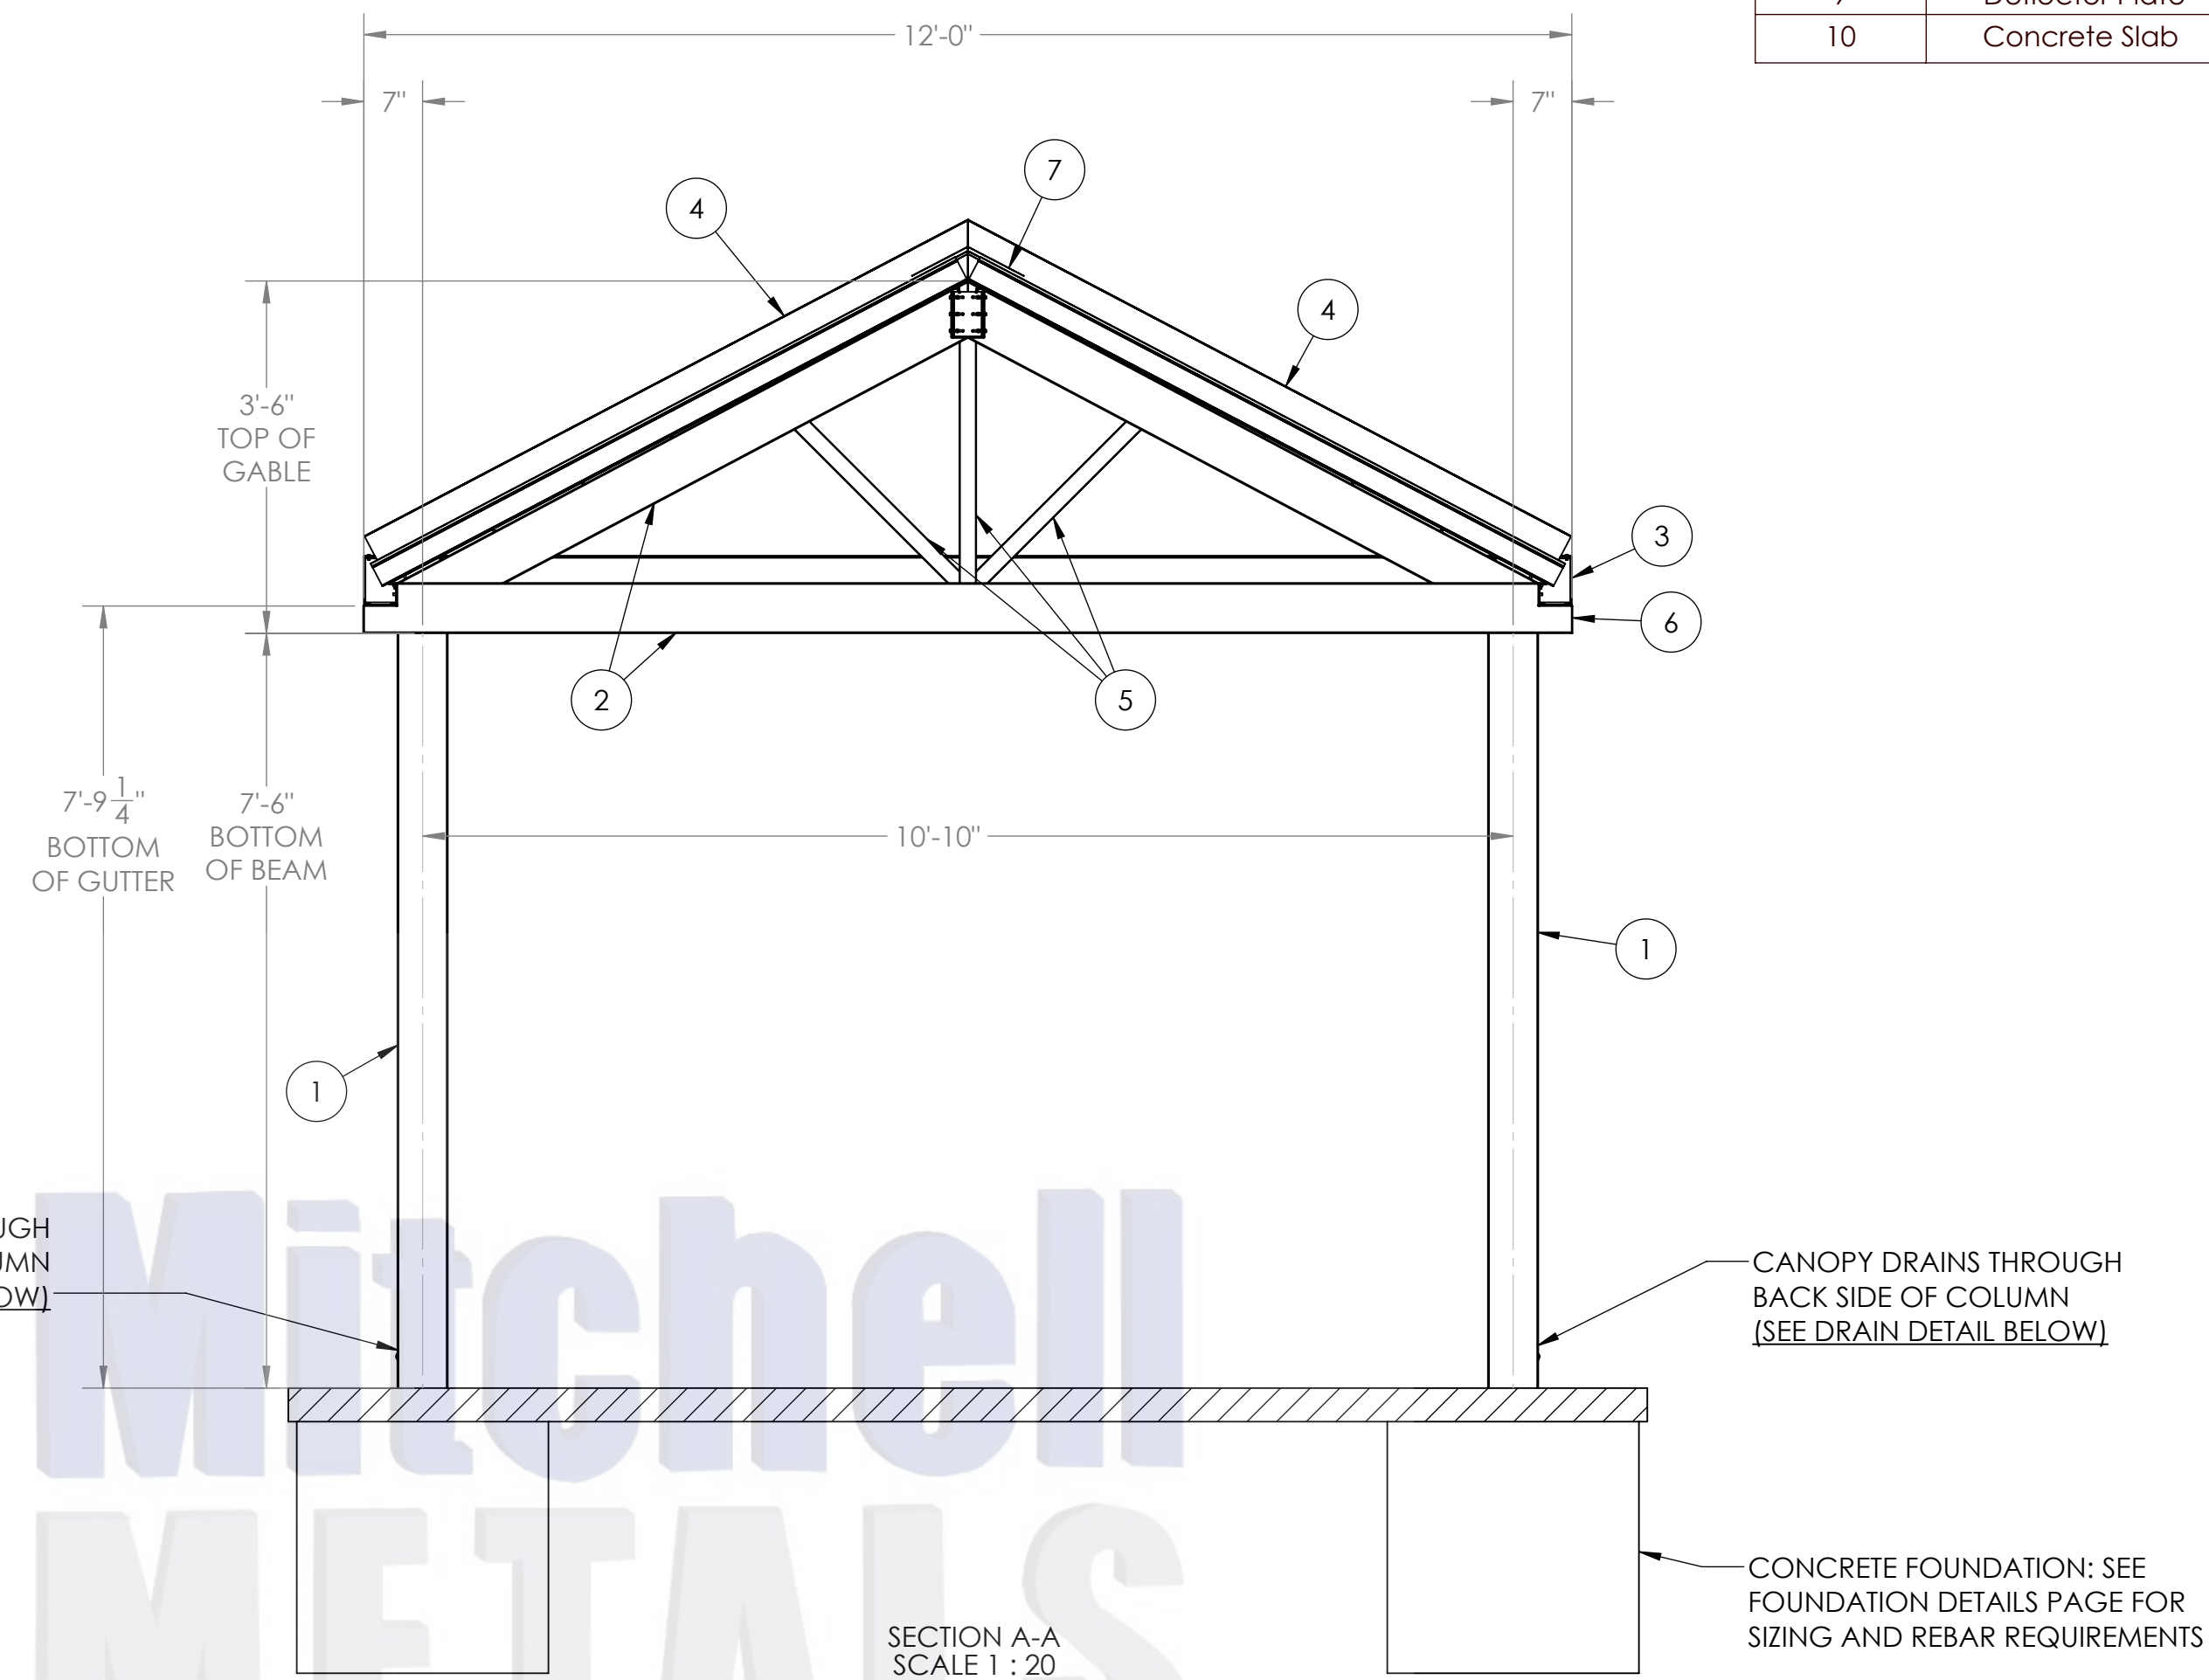 9 Deflector Plate
10 Concrete Slab
12'-0"
7"
7"
7
4
4
3'-6"
TOP OF
GABLE
3
6
2
5
7'-9 1/4"
BOTTOM
OF GUTTER
7'-6"
BOTTOM
OF BEAM
10'-10"
1
1
UGH
UMN
OW)
CANOPY DRAINS THROUGH
BACK SIDE OF COLUMN
(SEE DRAIN DETAIL BELOW)
Mitchell
METALS
CONCRETE FOUNDATION: SEE
FOUNDATION DETAILS PAGE FOR
SIZING AND REBAR REQUIREMENTS
SECTION A-A
SCALE 1 : 20